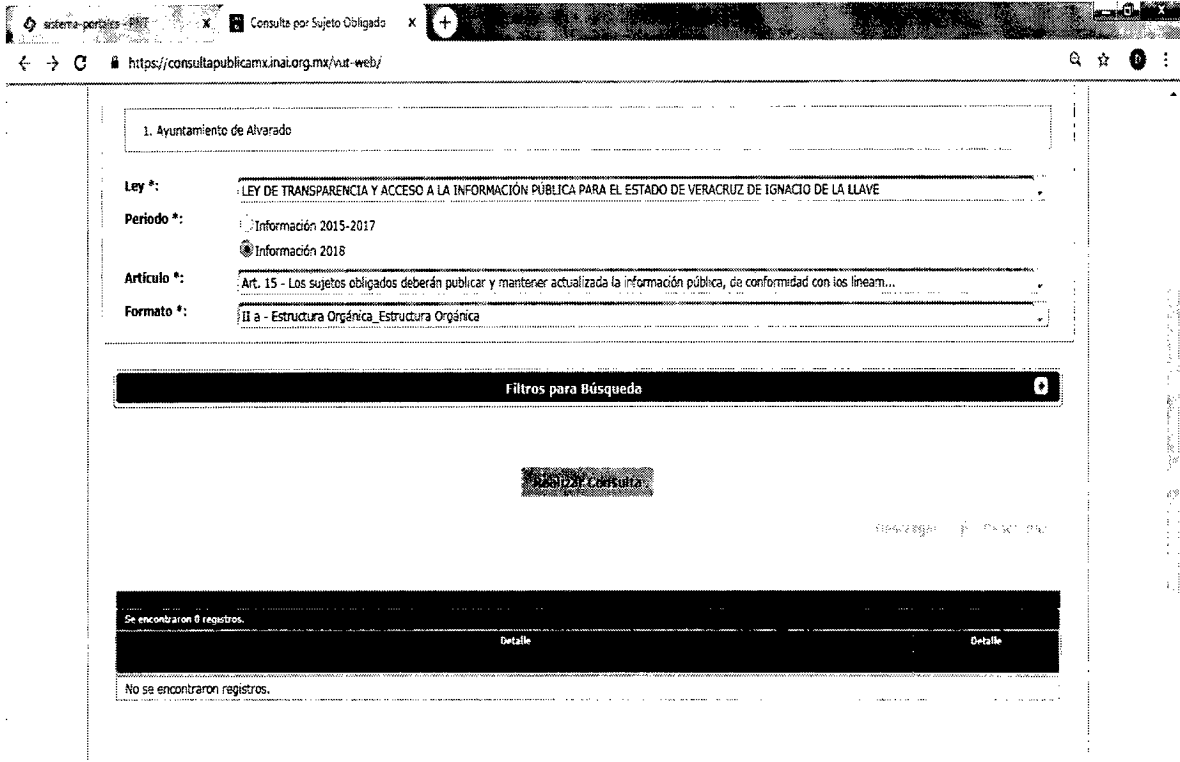 sistema-portales - PNT x Consulta por Sujeto Obligado x +
https://consultapublicamx.inai.org.mx/vut-web/
1. Ayuntamiento de Alvarado
Ley *: LEY DE TRANSPARENCIA Y ACCESO A LA INFORMACIÓN PÚBLICA PARA EL ESTADO DE VERACRUZ DE IGNACIO DE LA LLAVE
Periodo *: Información 2015-2017
Información 2018
Artículo *: Art. 15 - Los sujetos obligados deberán publicar y mantener actualizada la información pública, de conformidad con los lineam...
Formato *: II a - Estructura Orgánica_Estructura Orgánica
Filtros para Búsqueda
Realizar Consulta
Descargar
Se encontraron 0 registros.
Detalle Detalle
No se encontraron registros.